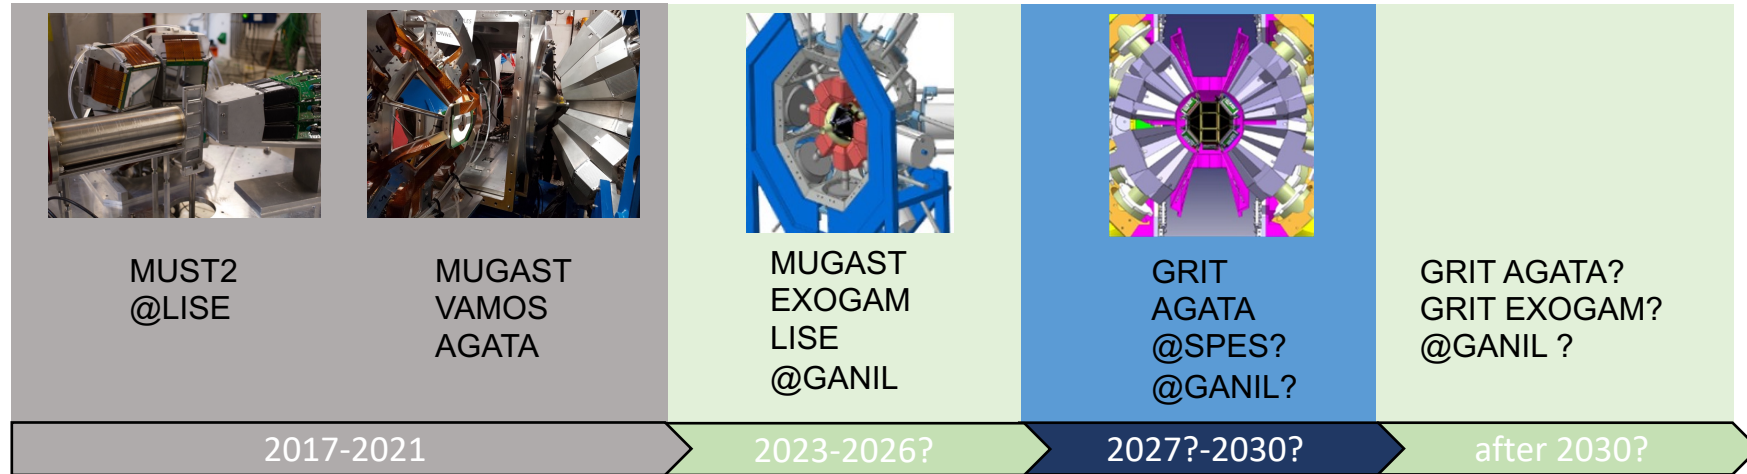 MUST2
@LISE
MUGAST
VAMOS
AGATA
MUGAST
EXOGAM
LISE
@GANIL
GRIT
AGATA
@SPES?
@GANIL?
GRIT AGATA?
GRIT EXOGAM?
@GANIL ?
2017-2021
2023-2026?
2027?-2030?
after 2030?